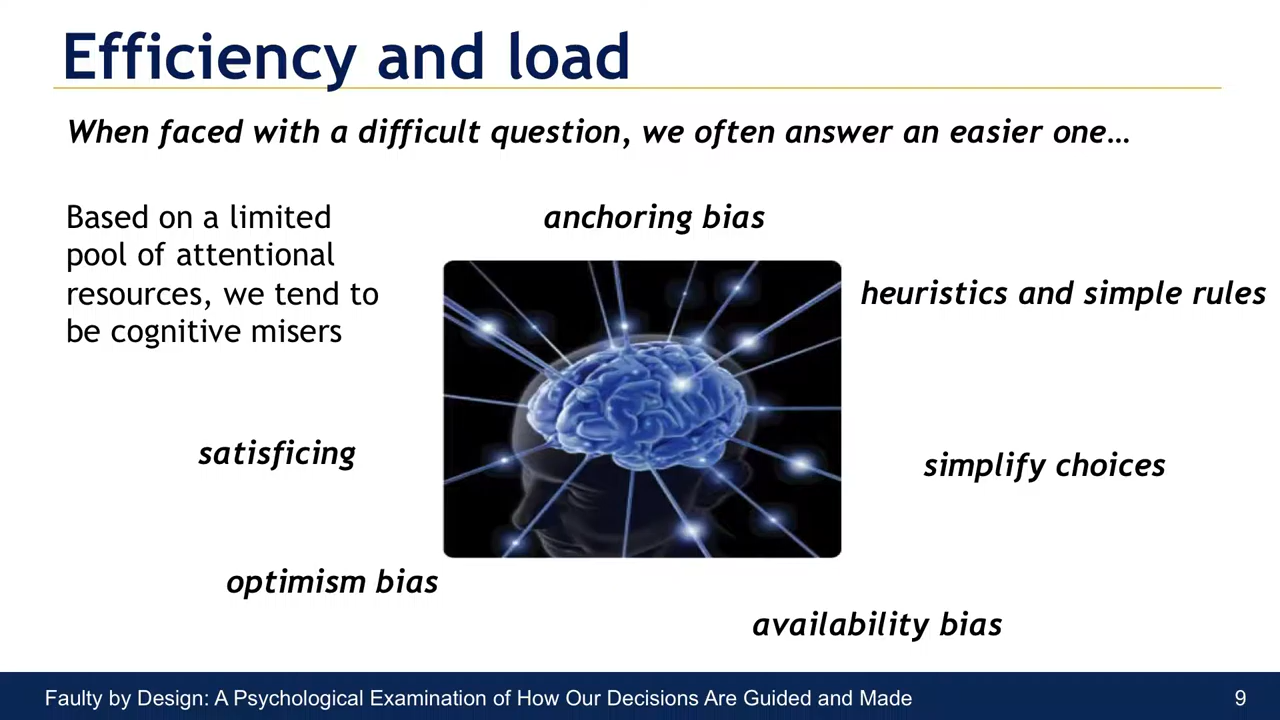 Efficiency and load
When faced with a difficult question, we often answer an easier one…
Based on a limited
pool of attentional
resources, we tend to
be cognitive misers
anchoring bias
heuristics and simple rules
satisficing
simplify choices
optimism bias
availability bias
Faulty by Design: A Psychological Examination of How Our Decisions Are Guided and Made
9